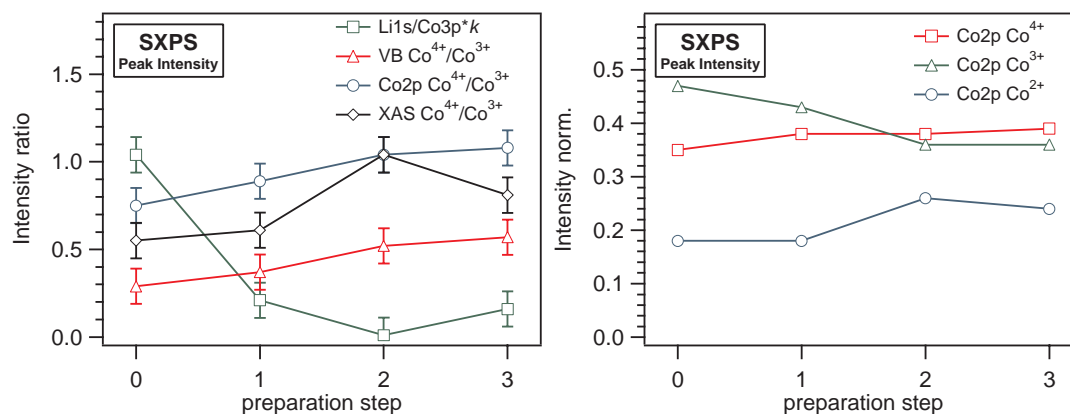 SXPS
Peak Intensity
Li1s/Co3p*k
VB Co⁴⁺/Co³⁺
Co2p Co⁴⁺/Co³⁺
XAS Co⁴⁺/Co³⁺
Intensity ratio
1.5
1.0
0.5
0.0
0 1 2 3
preparation step
SXPS
Peak Intensity
Co2p Co⁴⁺
Co2p Co³⁺
Co2p Co²⁺
Intensity norm.
0.5
0.4
0.3
0.2
0.1
0.0
0 1 2 3
preparation step